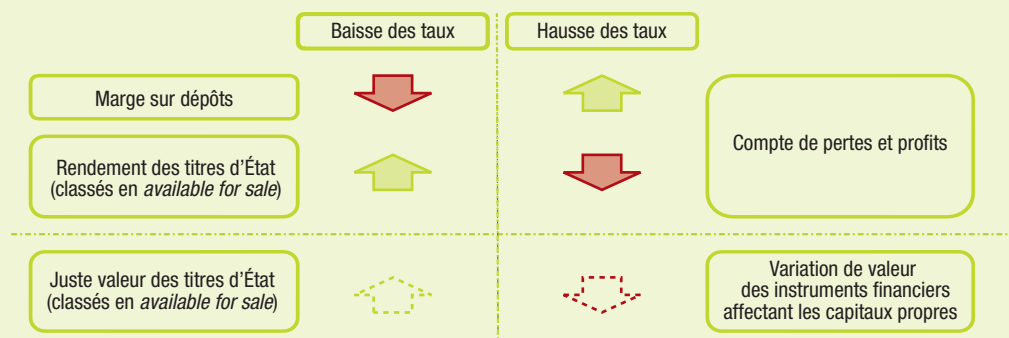 Baisse des taux
Hausse des taux
Marge sur dépôts
Rendement des titres d’État
(classés en available for sale)
Compte de pertes et profits
Juste valeur des titres d’État
(classés en available for sale)
Variation de valeur
des instruments financiers
affectant les capitaux propres